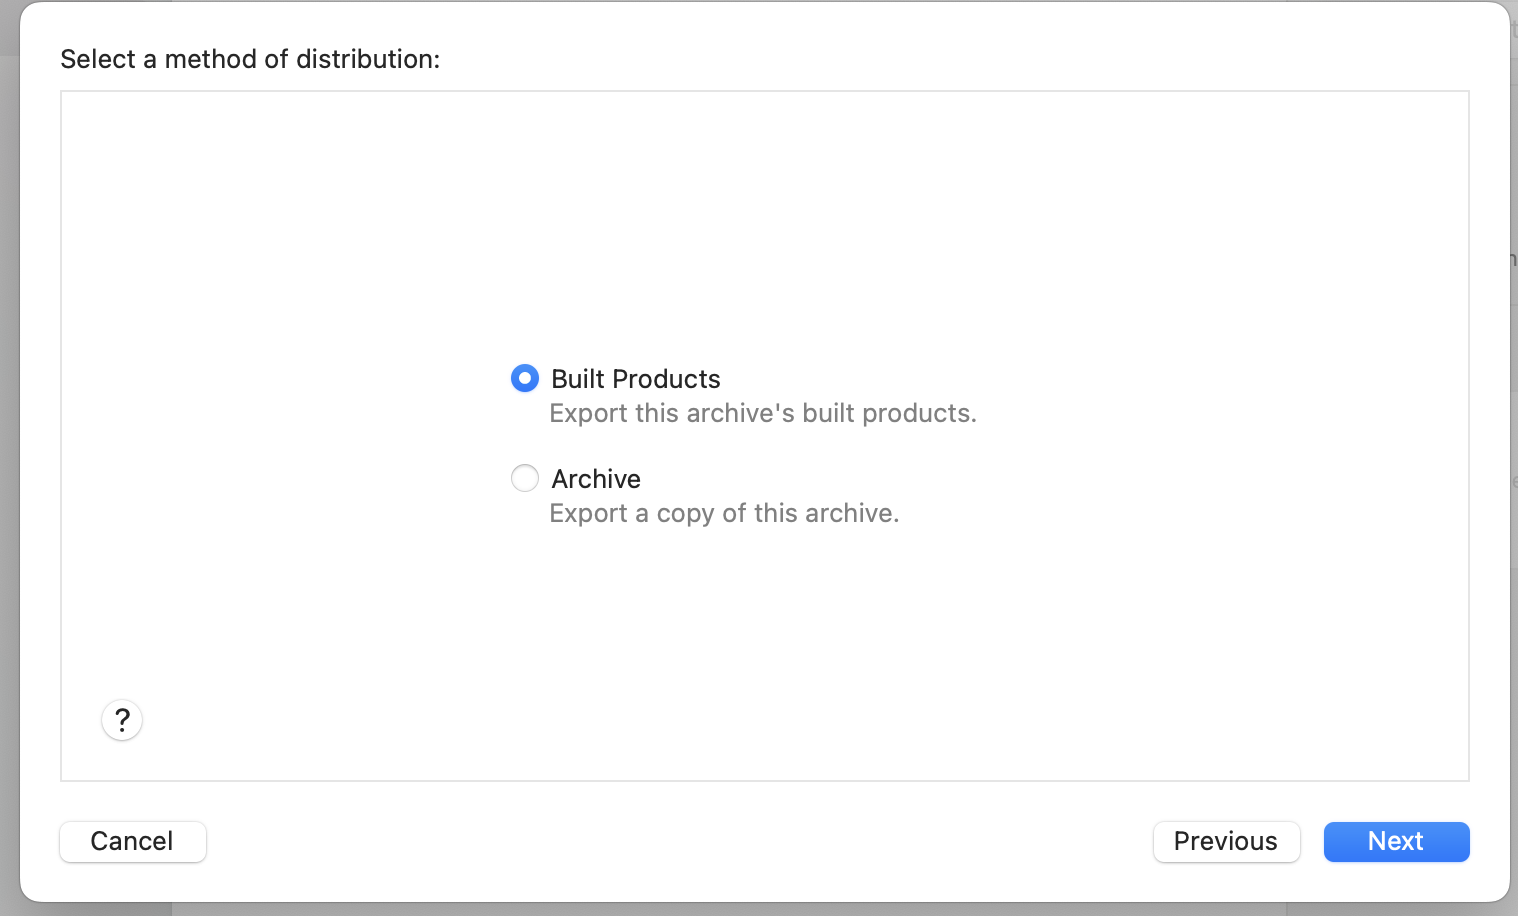 Select a method of distribution:
Built Products
Export this archive's built products.
Archive
Export a copy of this archive.
?
Cancel
Previous
Next